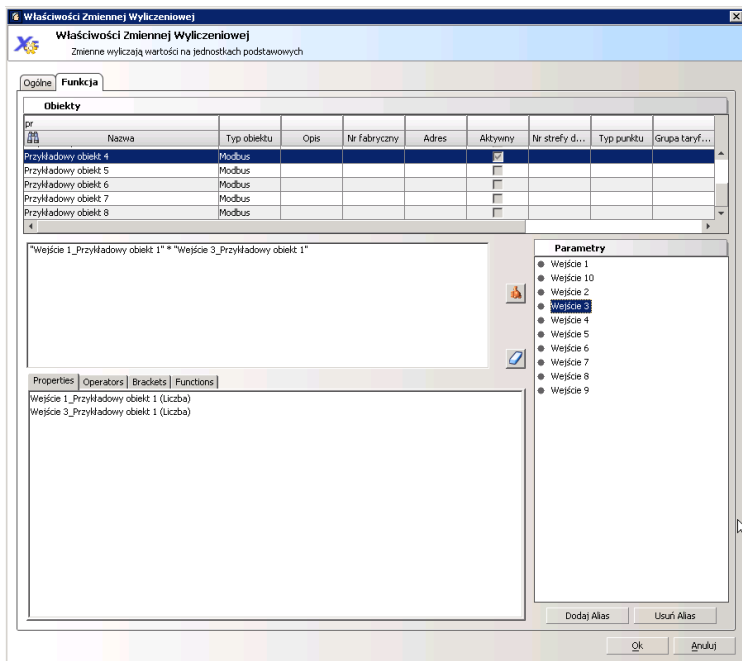 Właściwości Zmiennej Wyliczeniowej
Właściwości Zmiennej Wyliczeniowej
Zmienne wyliczają wartości na jednostkach podstawowych
Ogólne Funkcja
Obiekty
pr
Nazwa Typ obiektu Opis Nr fabryczny Adres Aktywny Nr strefy d... Typ punktu Grupa taryf...
Przykładowy obiekt 4 Modbus
Przykładowy obiekt 5 Modbus
Przykładowy obiekt 6 Modbus
Przykładowy obiekt 7 Modbus
Przykładowy obiekt 8 Modbus
"Wejście 1_Przykładowy obiekt 1" * "Wejście 3_Przykładowy obiekt 1"
Properties Operators Brackets Functions
Wejście 1_Przykładowy obiekt 1 (Liczba)
Wejście 3_Przykładowy obiekt 1 (Liczba)
Parametry
Wejście 1
Wejście 10
Wejście 2
Wejście 3
Wejście 4
Wejście 5
Wejście 6
Wejście 7
Wejście 8
Wejście 9
Dodaj Alias Usuń Alias
Ok Anuluj